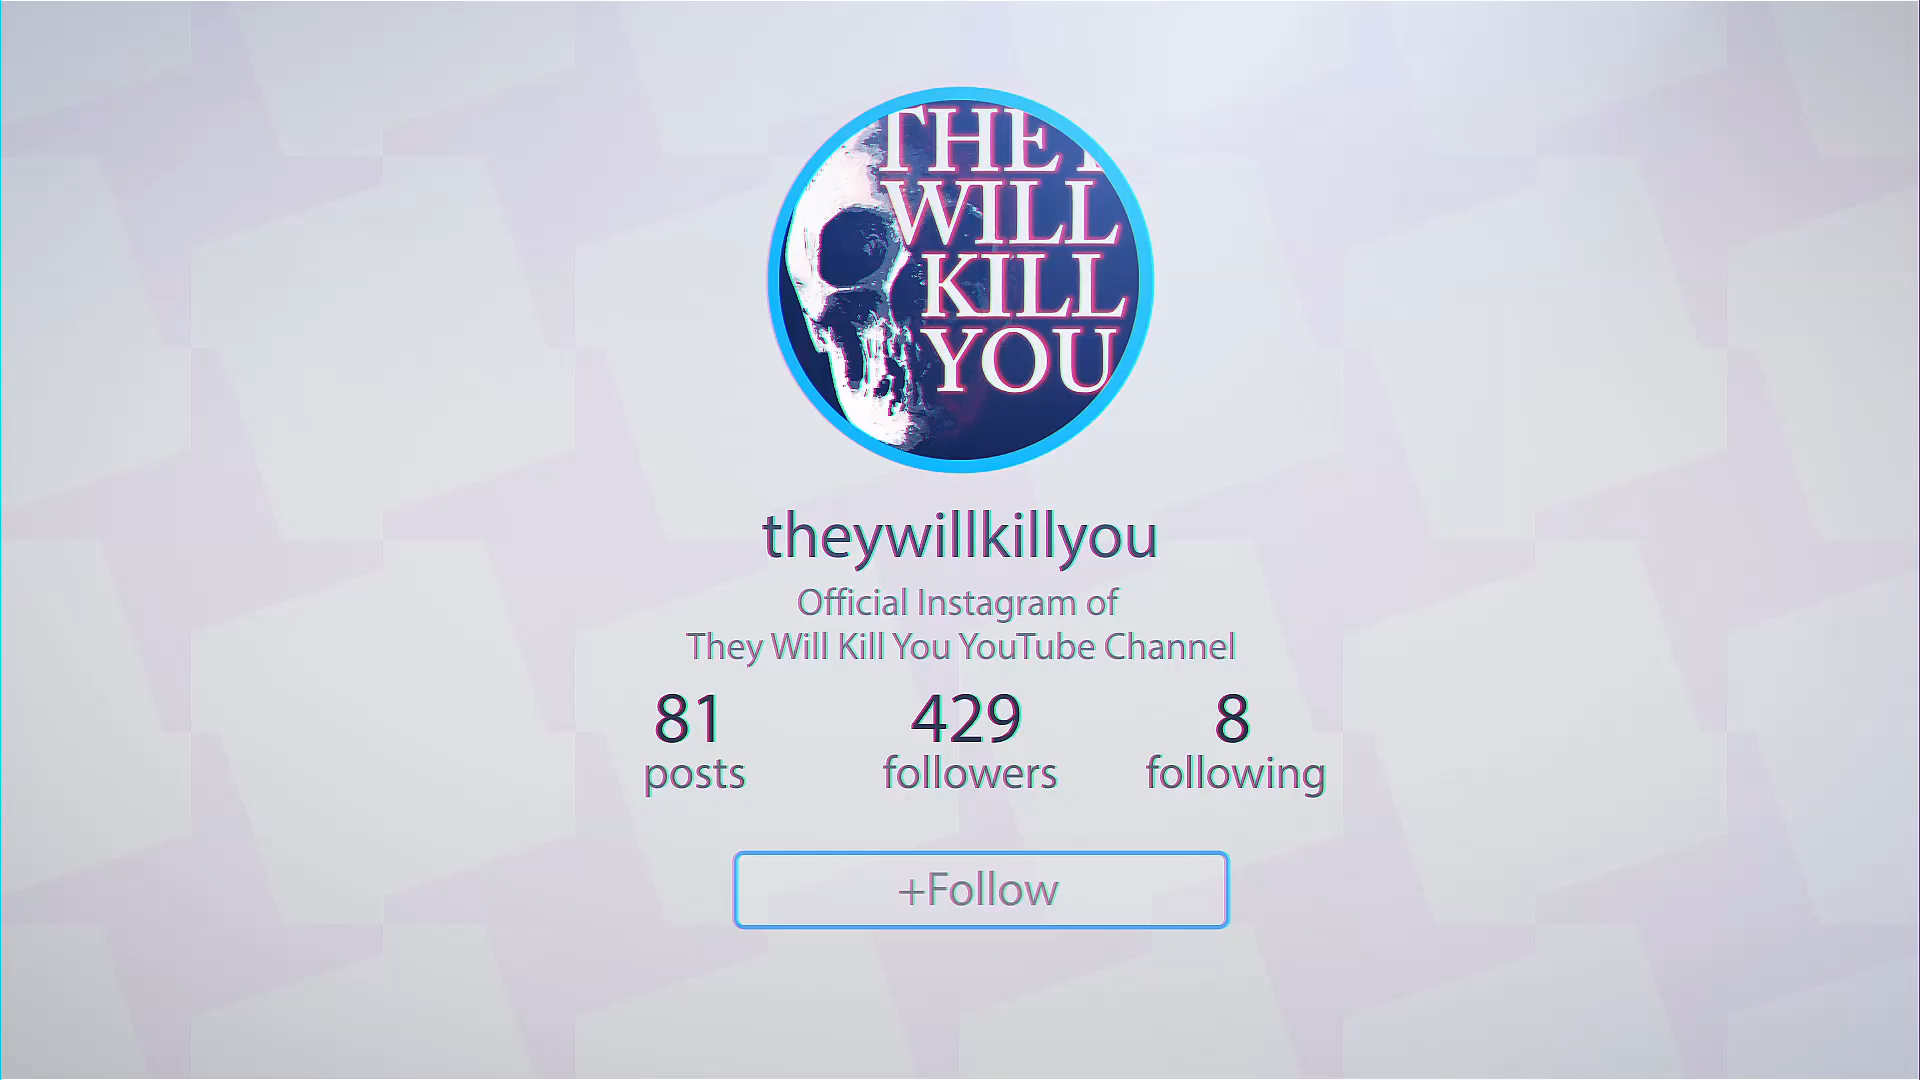 THEY
WILL
KILL
YOU
theywillkillyou
Official Instagram of
They Will Kill You YouTube Channel
81 429 8
posts followers following
+Follow